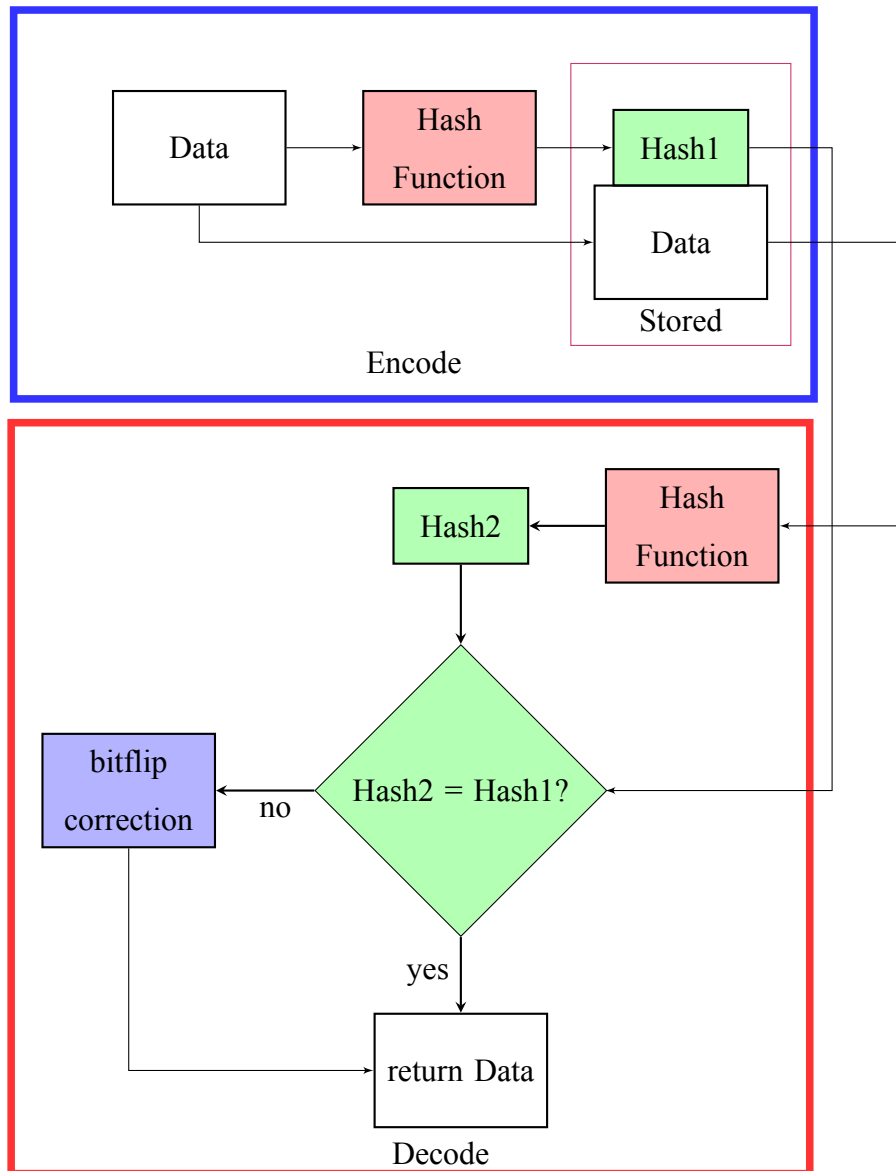 Data
Hash
Function
Hash1
Data
Stored
Encode
Hash
Function
Hash2
bitflip
correction
no
Hash2 = Hash1?
yes
return Data
Decode